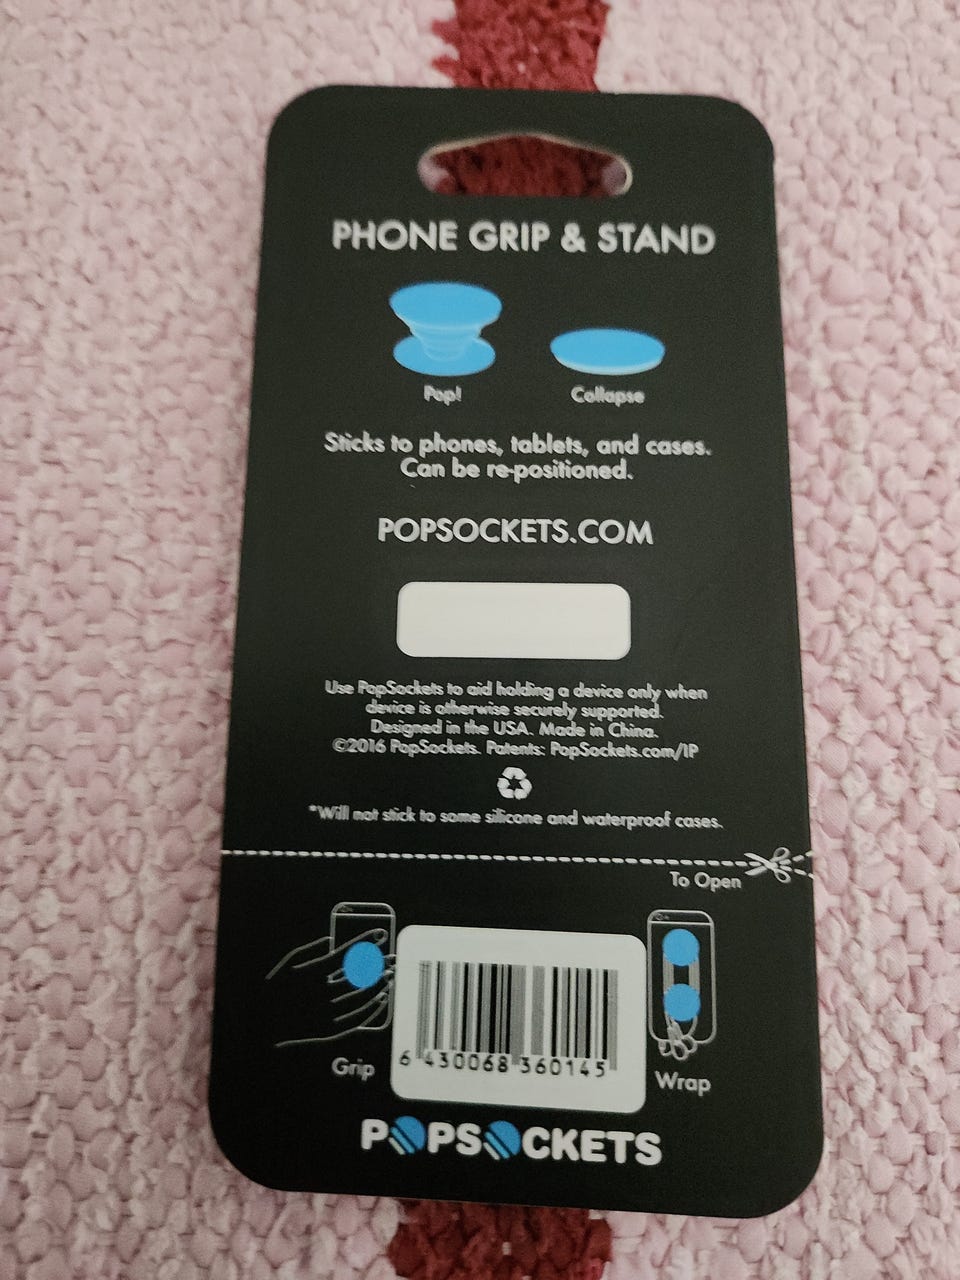 PHONE GRIP & STAND
Pop!
Collapse
Sticks to phones, tablets, and cases.
Can be re-positioned.
POPSOCKETS.COM
Use PopSockets to aid holding a device only when
device is otherwise securely supported.
Designed in the USA. Made in China.
©2016 PopSockets. Patents: PopSockets.com/IP
*Will not stick to some silicone and waterproof cases.
To Open
Grip
6 430068 360145
Wrap
POPSOCKETS